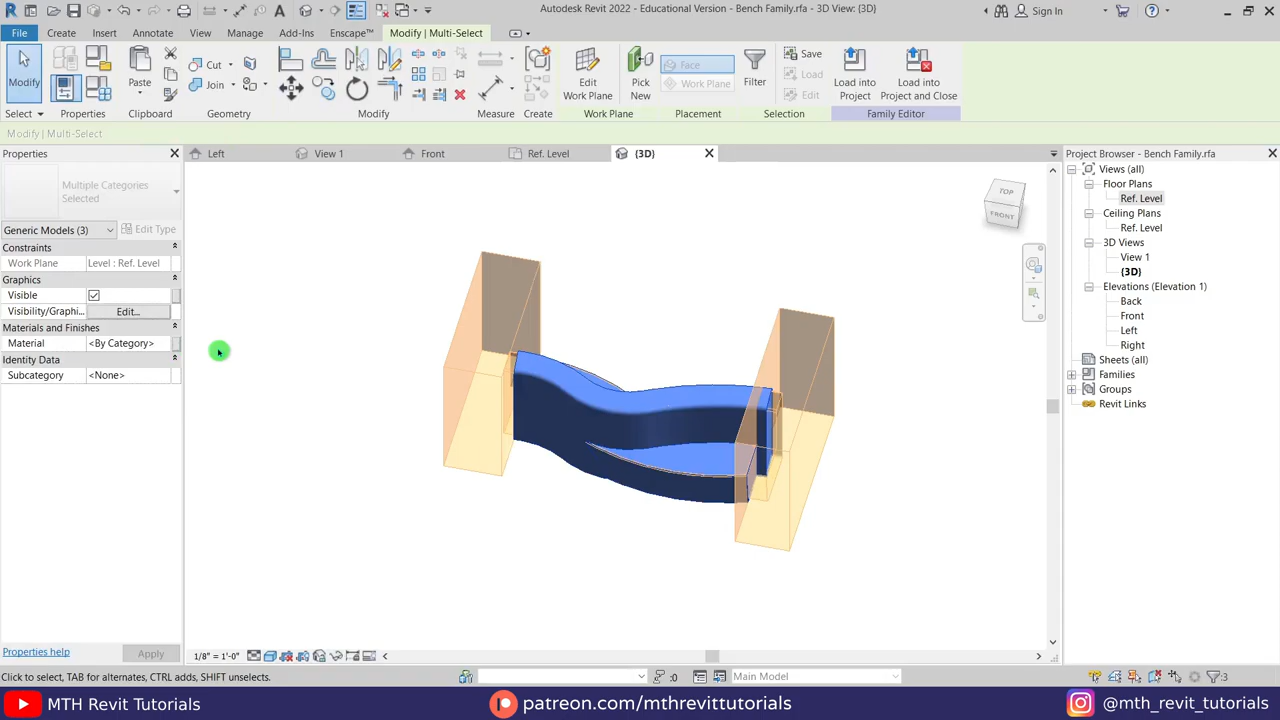 Autodesk Revit 2022 - Educational Version - Bench Family.rfa - 3D View: {3D}
Sign In
File Create Insert Annotate View Manage Add-Ins Enscape™ Modify | Multi-Select
Modify Paste Cut Join Edit Work Plane Pick New Face Work Plane Filter Save Load Edit Load into Project Load into Project and Close
Select Properties Clipboard Geometry Modify Measure Create Work Plane Placement Selection Family Editor
Modify | Multi-Select
Properties
Left View 1 Front Ref. Level {3D}
Project Browser - Bench Family.rfa
Multiple Categories Selected
Generic Models (3) Edit Type
Constraints
Work Plane Level : Ref. Level
Graphics
Visible
Visibility/Graphi... Edit...
Materials and Finishes
Material <By Category>
Identity Data
Subcategory <None>
TOP
FRONT
Views (all)
Floor Plans
Ref. Level
Ceiling Plans
Ref. Level
3D Views
View 1
{3D}
Elevations (Elevation 1)
Back
Front
Left
Right
Sheets (all)
Families
Groups
Revit Links
Properties help Apply
1/8" = 1'-0"
Click to select, TAB for alternates, CTRL adds, SHIFT unselects.
:0
Main Model
:3
MTH Revit Tutorials
patreon.com/mthrevittutorials
@mth_revit_tutorials